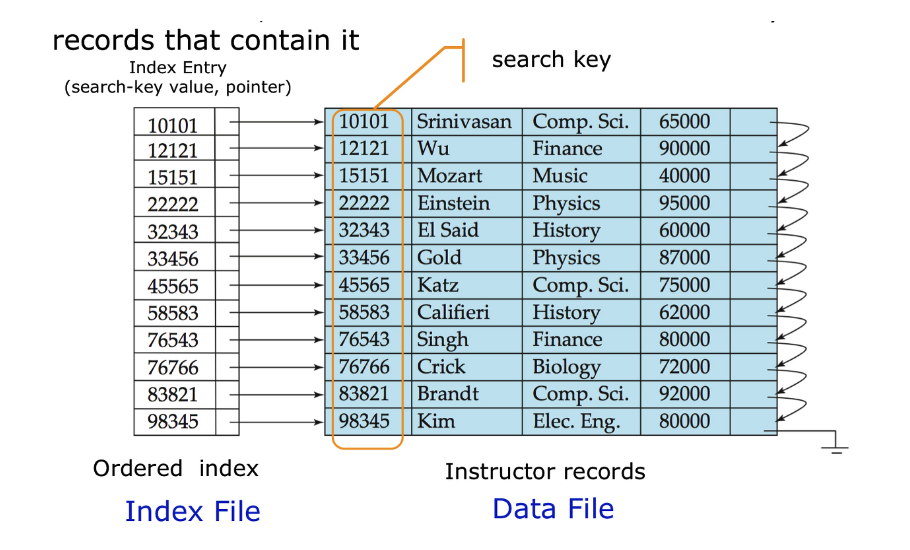 records that contain it
Index Entry
(search-key value, pointer)
search key
10101 10101 Srinivasan Comp. Sci. 65000
12121 12121 Wu Finance 90000
15151 15151 Mozart Music 40000
22222 22222 Einstein Physics 95000
32343 32343 El Said History 60000
33456 33456 Gold Physics 87000
45565 45565 Katz Comp. Sci. 75000
58583 58583 Califieri History 62000
76543 76543 Singh Finance 80000
76766 76766 Crick Biology 72000
83821 83821 Brandt Comp. Sci. 92000
98345 98345 Kim Elec. Eng. 80000
Ordered index
Instructor records
Index File
Data File